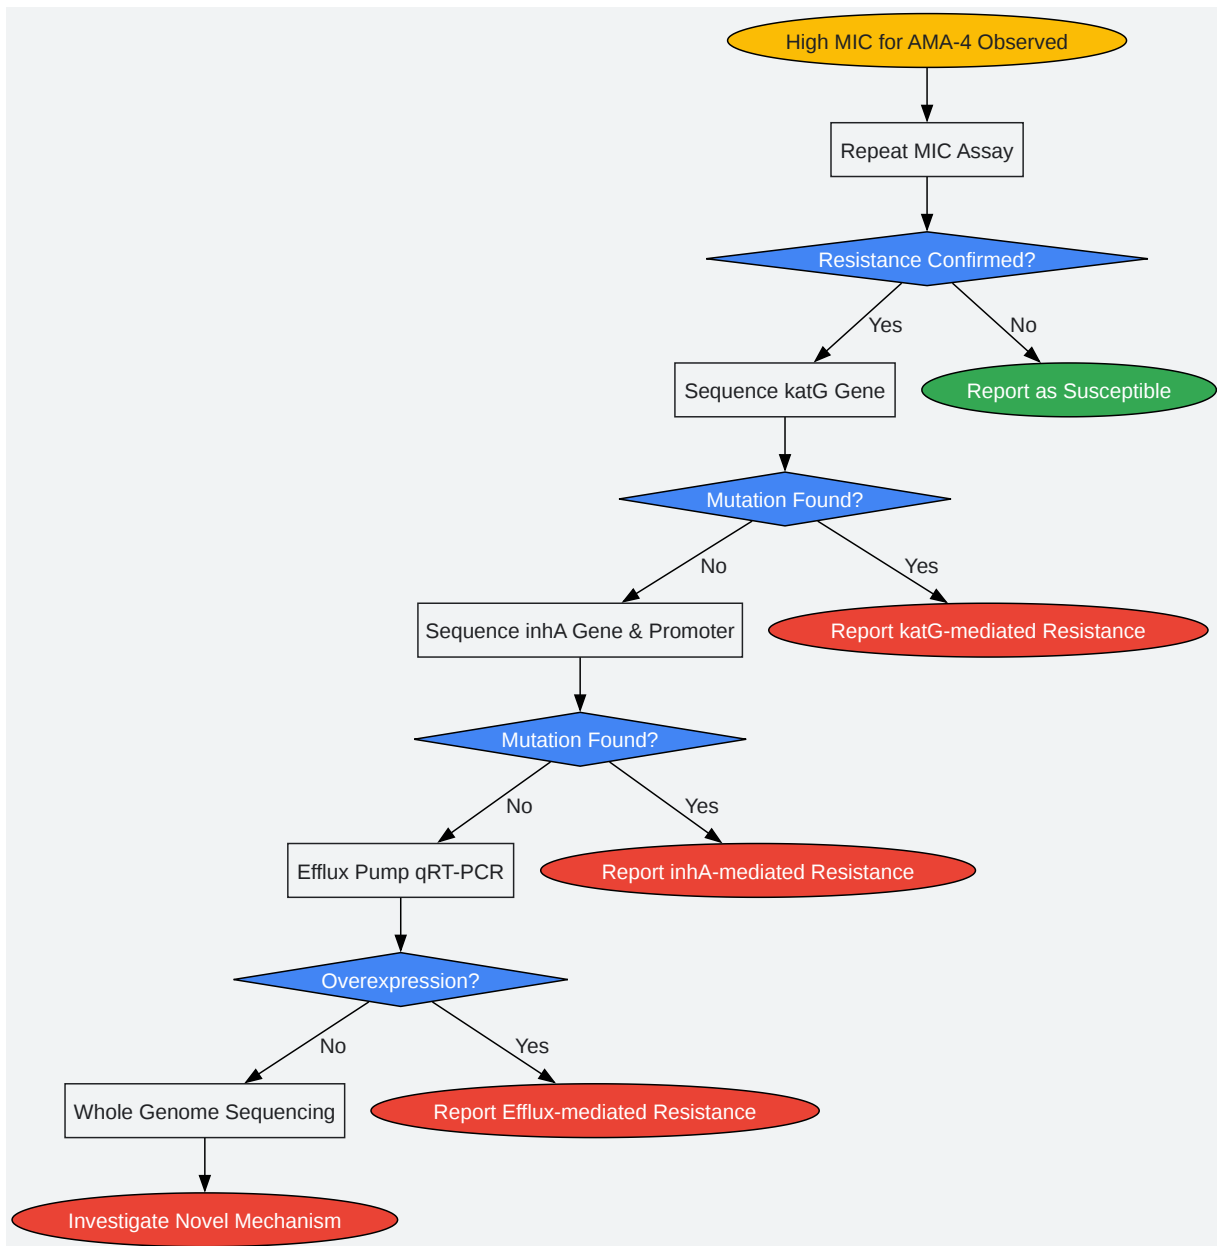 High MIC for AMA-4 Observed
Repeat MIC Assay
Resistance Confirmed?
Yes
No
Sequence katG Gene
Report as Susceptible
Mutation Found?
No
Yes
Sequence inhA Gene & Promoter
Report katG-mediated Resistance
Mutation Found?
No
Yes
Efflux Pump qRT-PCR
Report inhA-mediated Resistance
Overexpression?
No
Yes
Whole Genome Sequencing
Report Efflux-mediated Resistance
Investigate Novel Mechanism